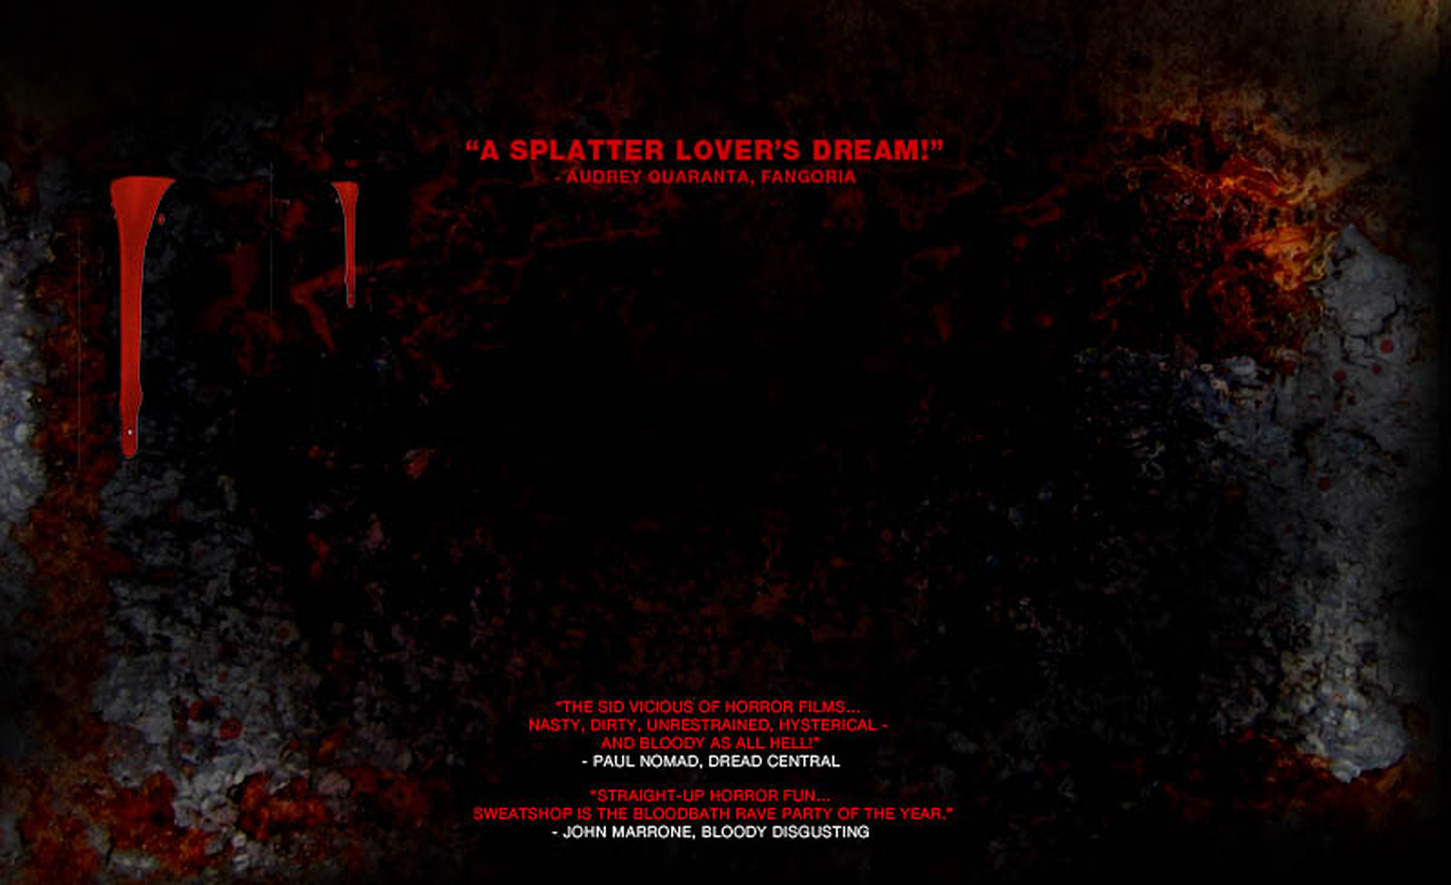 “A SPLATTER LOVER’S DREAM!”
- AUDREY QUARANTA, FANGORIA
“THE SID VICIOUS OF HORROR FILMS...
NASTY, DIRTY, UNRESTRAINED, HYSTERICAL -
AND BLOODY AS ALL HELL!”
- PAUL NOMAD, DREAD CENTRAL
“STRAIGHT-UP HORROR FUN...
SWEATSHOP IS THE BLOODBATH RAVE PARTY OF THE YEAR.”
- JOHN MARRONE, BLOODY DISGUSTING